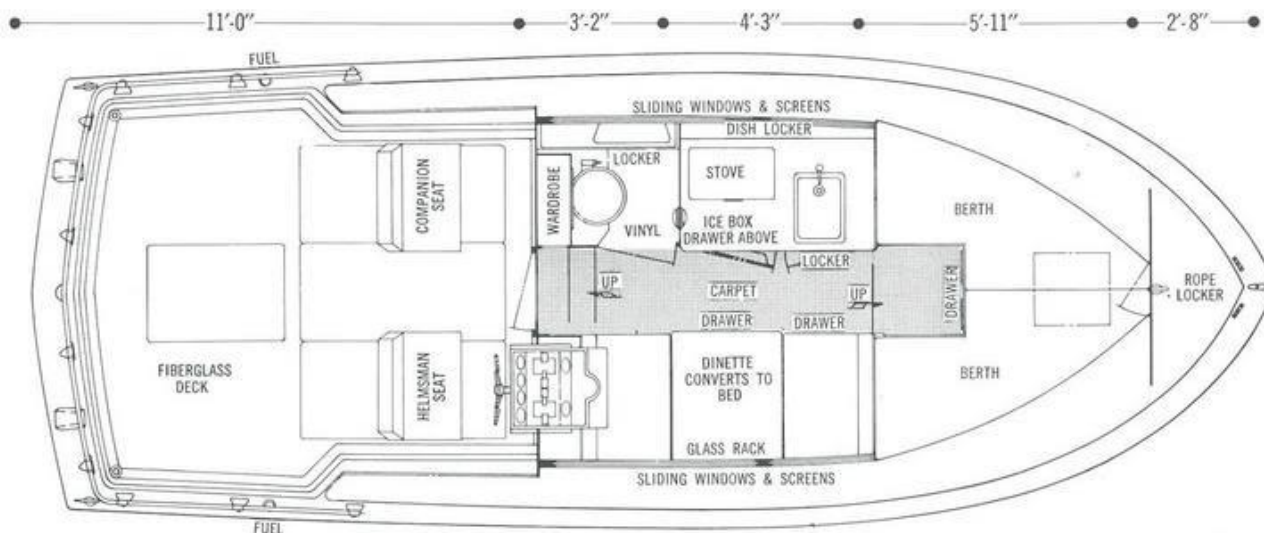 11'-0"
3'-2"
4'-3"
5'-11"
2'-8"
FUEL
SLIDING WINDOWS & SCREENS
DISH LOCKER
LOCKER
STOVE
COMPANION
SEAT
WARDROBE
VINYL
ICE BOX
DRAWER ABOVE
BERTH
LOCKER
UP
CARPET
UP
DRAWER
ROPE
LOCKER
DRAWER
DRAWER
FIBERGLASS
DECK
HELMSMAN
SEAT
DINETTE
CONVERTS TO
BED
BERTH
GLASS RACK
SLIDING WINDOWS & SCREENS
FUEL